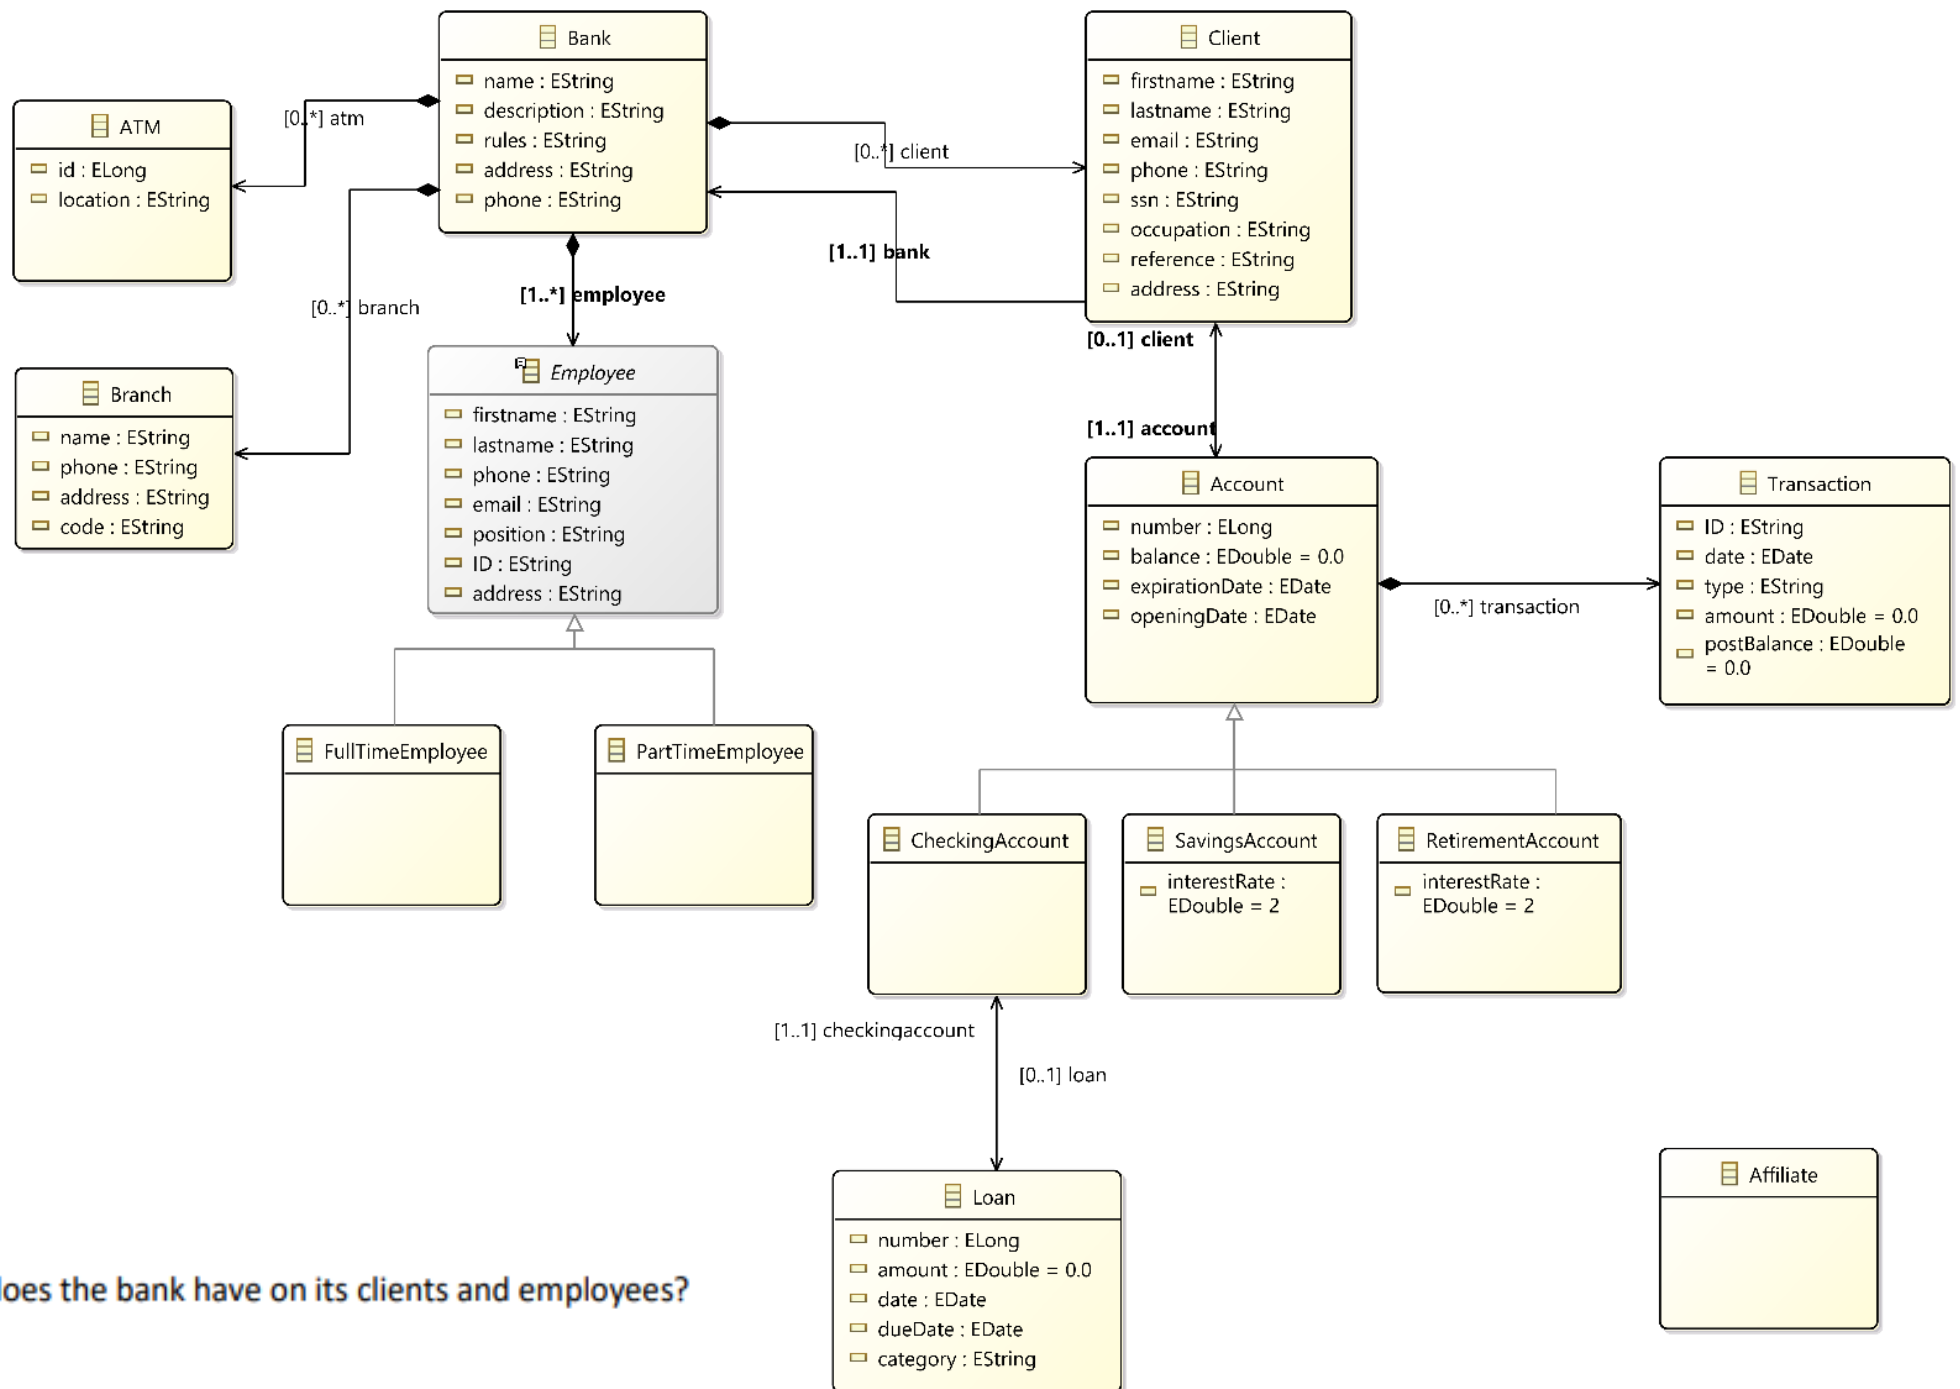 Bank
name : EString
description : EString
rules : EString
address : EString
phone : EString
Client
firstname : EString
lastname : EString
email : EString
phone : EString
ssn : EString
occupation : EString
reference : EString
address : EString
ATM
id : ELong
location : EString
[0..*] atm
[0..*] client
[1..1] bank
[0..*] branch
[1..*] employee
[0..1] client
[1..1] account
Branch
name : EString
phone : EString
address : EString
code : EString
Employee
firstname : EString
lastname : EString
phone : EString
email : EString
position : EString
ID : EString
address : EString
Account
number : ELong
balance : EDouble = 0.0
expirationDate : EDate
openingDate : EDate
[0..*] transaction
Transaction
ID : EString
date : EDate
type : EString
amount : EDouble = 0.0
postBalance : EDouble
= 0.0
FullTimeEmployee
PartTimeEmployee
CheckingAccount
SavingsAccount
interestRate :
EDouble = 2
RetirementAccount
interestRate :
EDouble = 2
[1..1] checkingaccount
[0..1] loan
Loan
number : ELong
amount : EDouble = 0.0
date : EDate
dueDate : EDate
category : EString
Affiliate
does the bank have on its clients and employees?